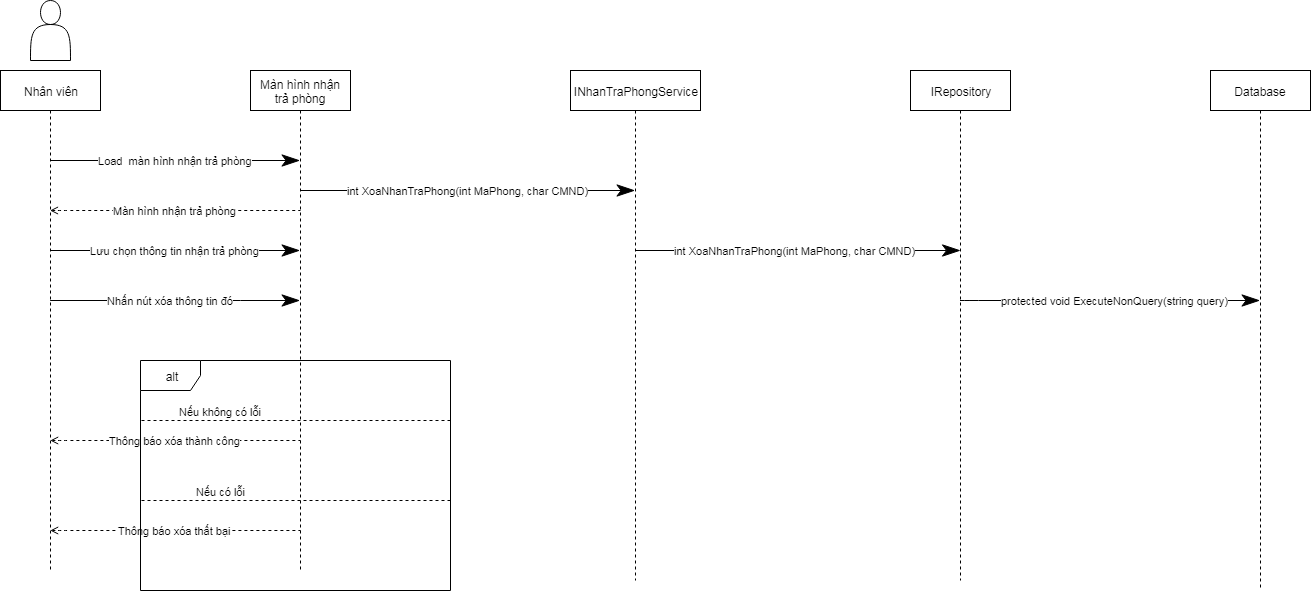 Nhân viên
Màn hình nhận
trả phòng
INhanTraPhongService
IRepository
Database
Load màn hình nhận trả phòng
int XoaNhanTraPhong(int MaPhong, char CMND)
Màn hình nhận trả phòng
Lưu chọn thông tin nhận trả phòng
int XoaNhanTraPhong(int MaPhong, char CMND)
Nhấn nút xóa thông tin đó
protected void ExecuteNonQuery(string query)
alt
Nếu không có lỗi
Thông báo xóa thành công
Nếu có lỗi
Thông báo xóa thất bại